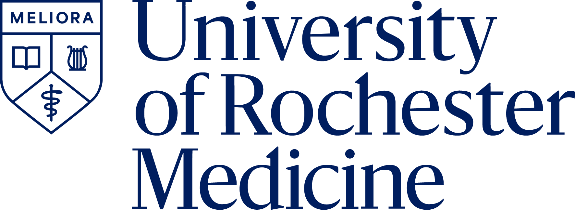 MELIORA
University
of Rochester
Medicine